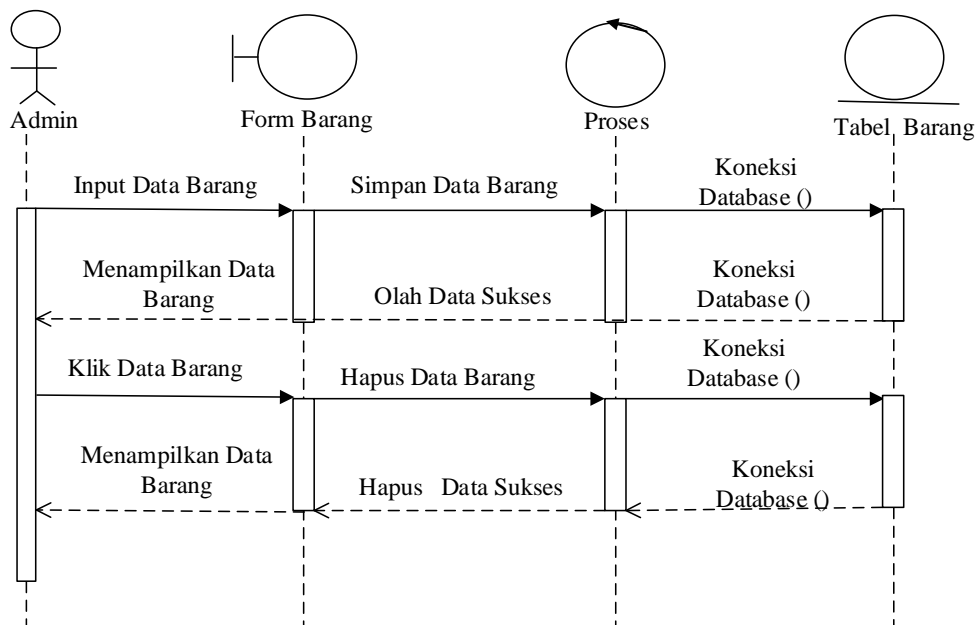 Admin
Form Barang
Proses
Tabel Barang
Input Data Barang
Simpan Data Barang
Koneksi
Database ()
Menampilkan Data
Barang
Olah Data Sukses
Koneksi
Database ()
Klik Data Barang
Hapus Data Barang
Koneksi
Database ()
Menampilkan Data
Barang
Hapus Data Sukses
Koneksi
Database ()